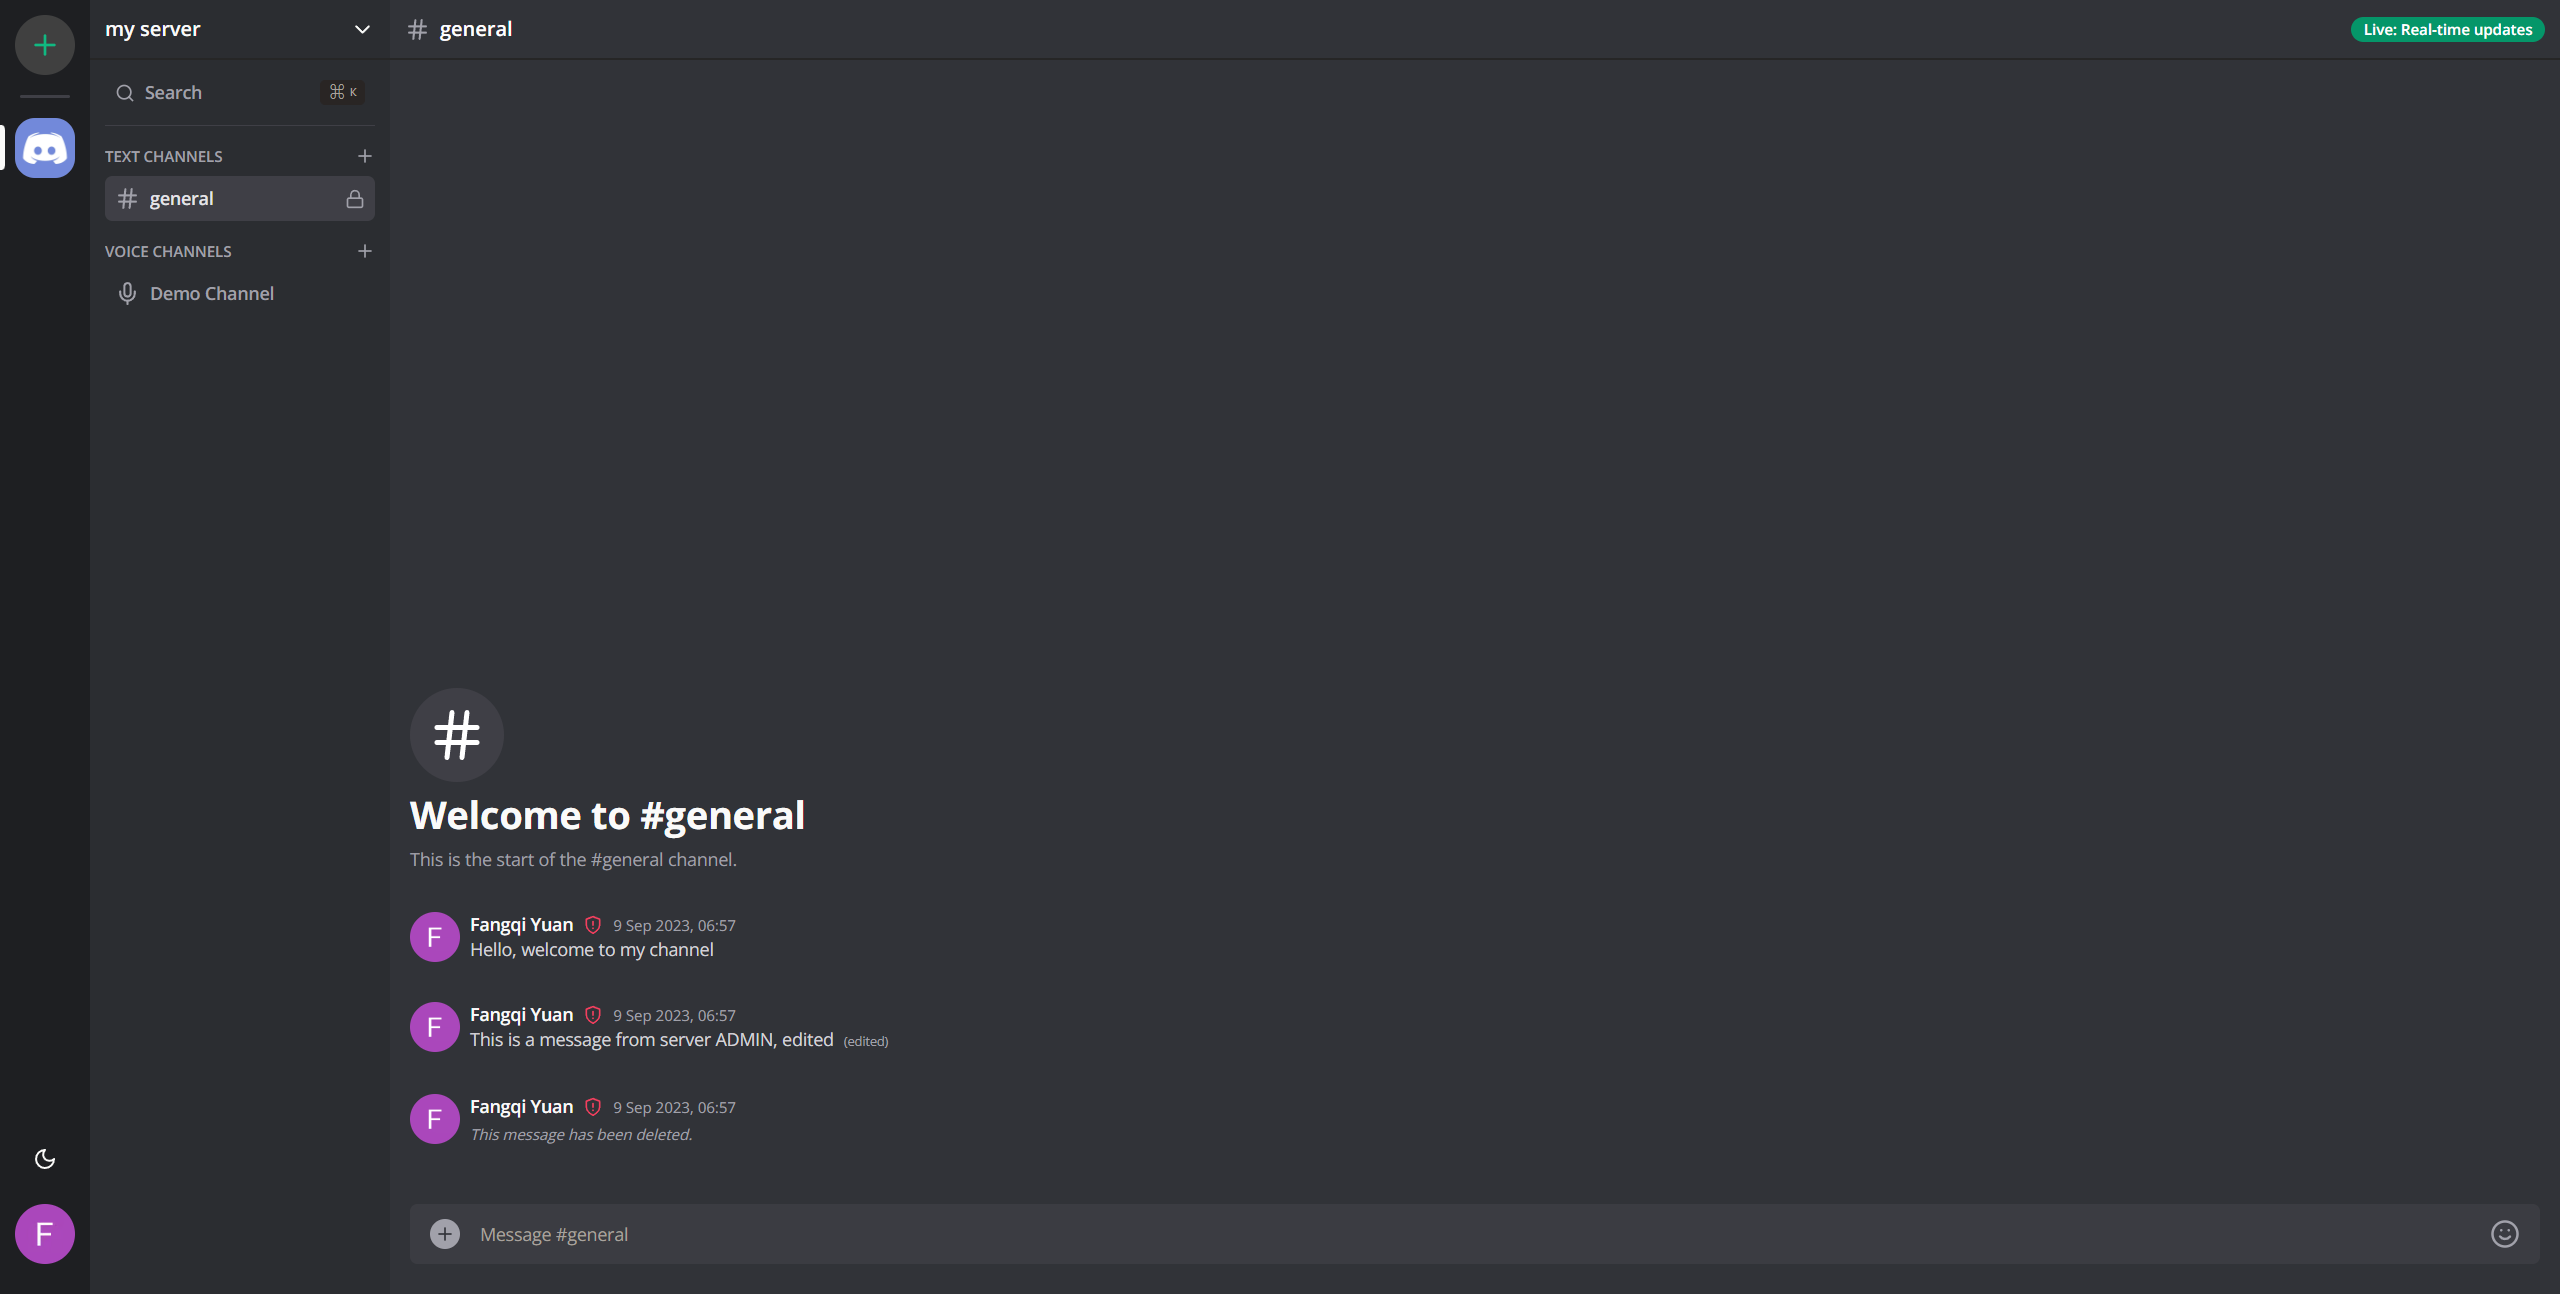 my server
Search
⌘ K
TEXT CHANNELS
general
VOICE CHANNELS
Demo Channel
F
# general
Live: Real-time updates
#
Welcome to #general
This is the start of the #general channel.
F
Fangqi Yuan 9 Sep 2023, 06:57
Hello, welcome to my channel
F
Fangqi Yuan 9 Sep 2023, 06:57
This is a message from server ADMIN, edited (edited)
F
Fangqi Yuan 9 Sep 2023, 06:57
This message has been deleted.
Message #general